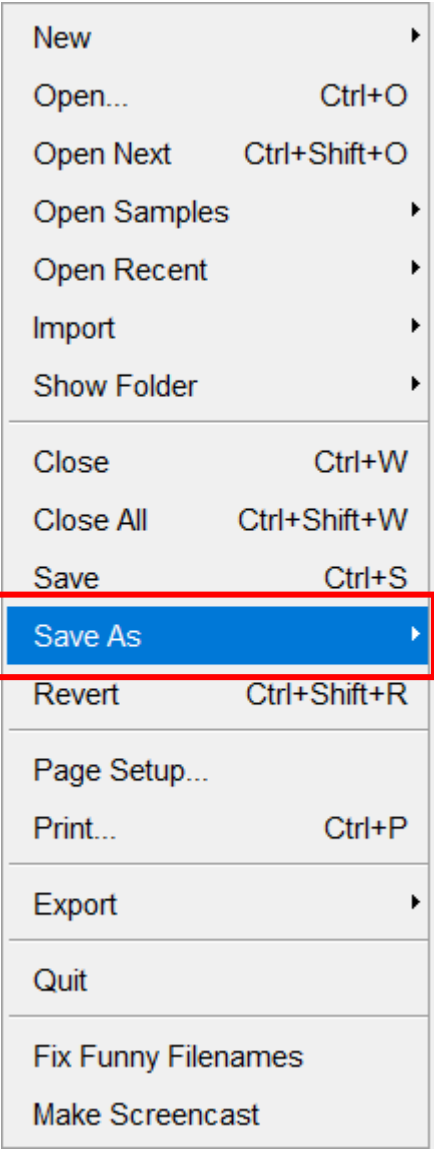 New
Open... Ctrl+O
Open Next Ctrl+Shift+O
Open Samples
Open Recent
Import
Show Folder
Close Ctrl+W
Close All Ctrl+Shift+W
Save Ctrl+S
Save As
Revert Ctrl+Shift+R
Page Setup...
Print... Ctrl+P
Export
Quit
Fix Funny Filenames
Make Screencast